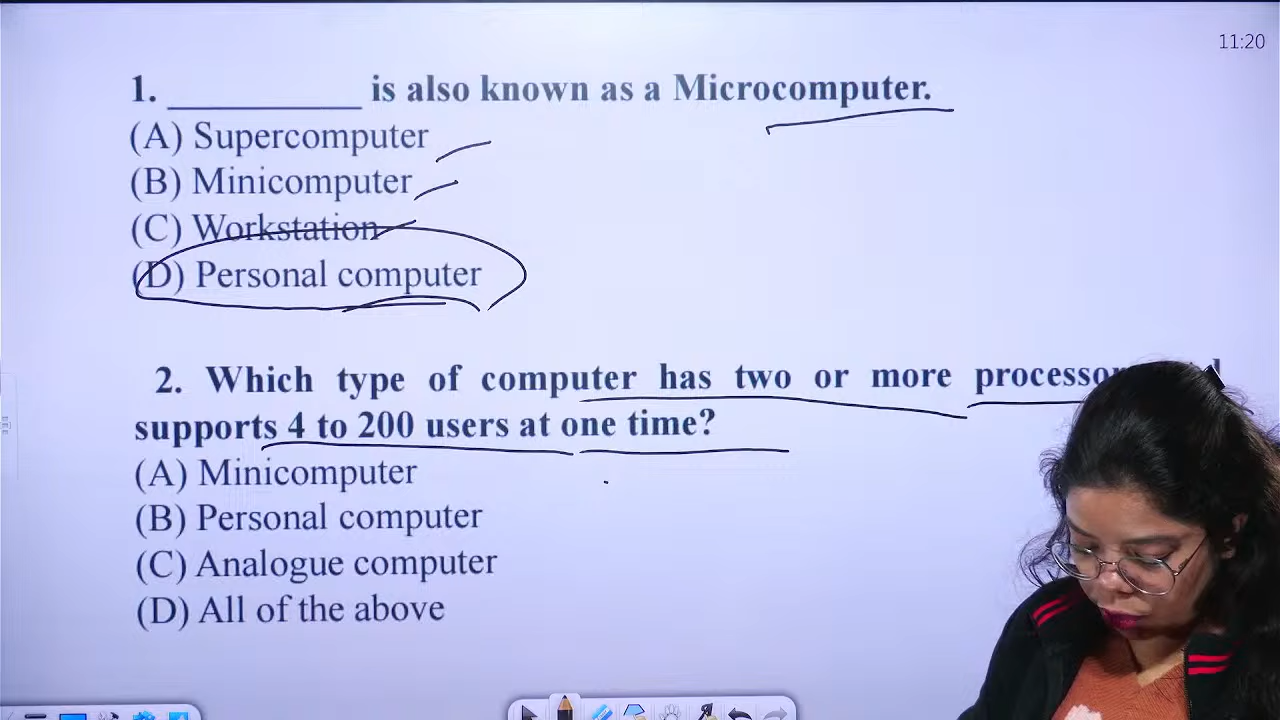 11:20
1. __________ is also known as a Microcomputer.
(A) Supercomputer
(B) Minicomputer
(C) Workstation
(D) Personal computer
2. Which type of computer has two or more
supports 4 to 200 users at one time?
(A) Minicomputer
(B) Personal computer
(C) Analogue computer
(D) All of the above